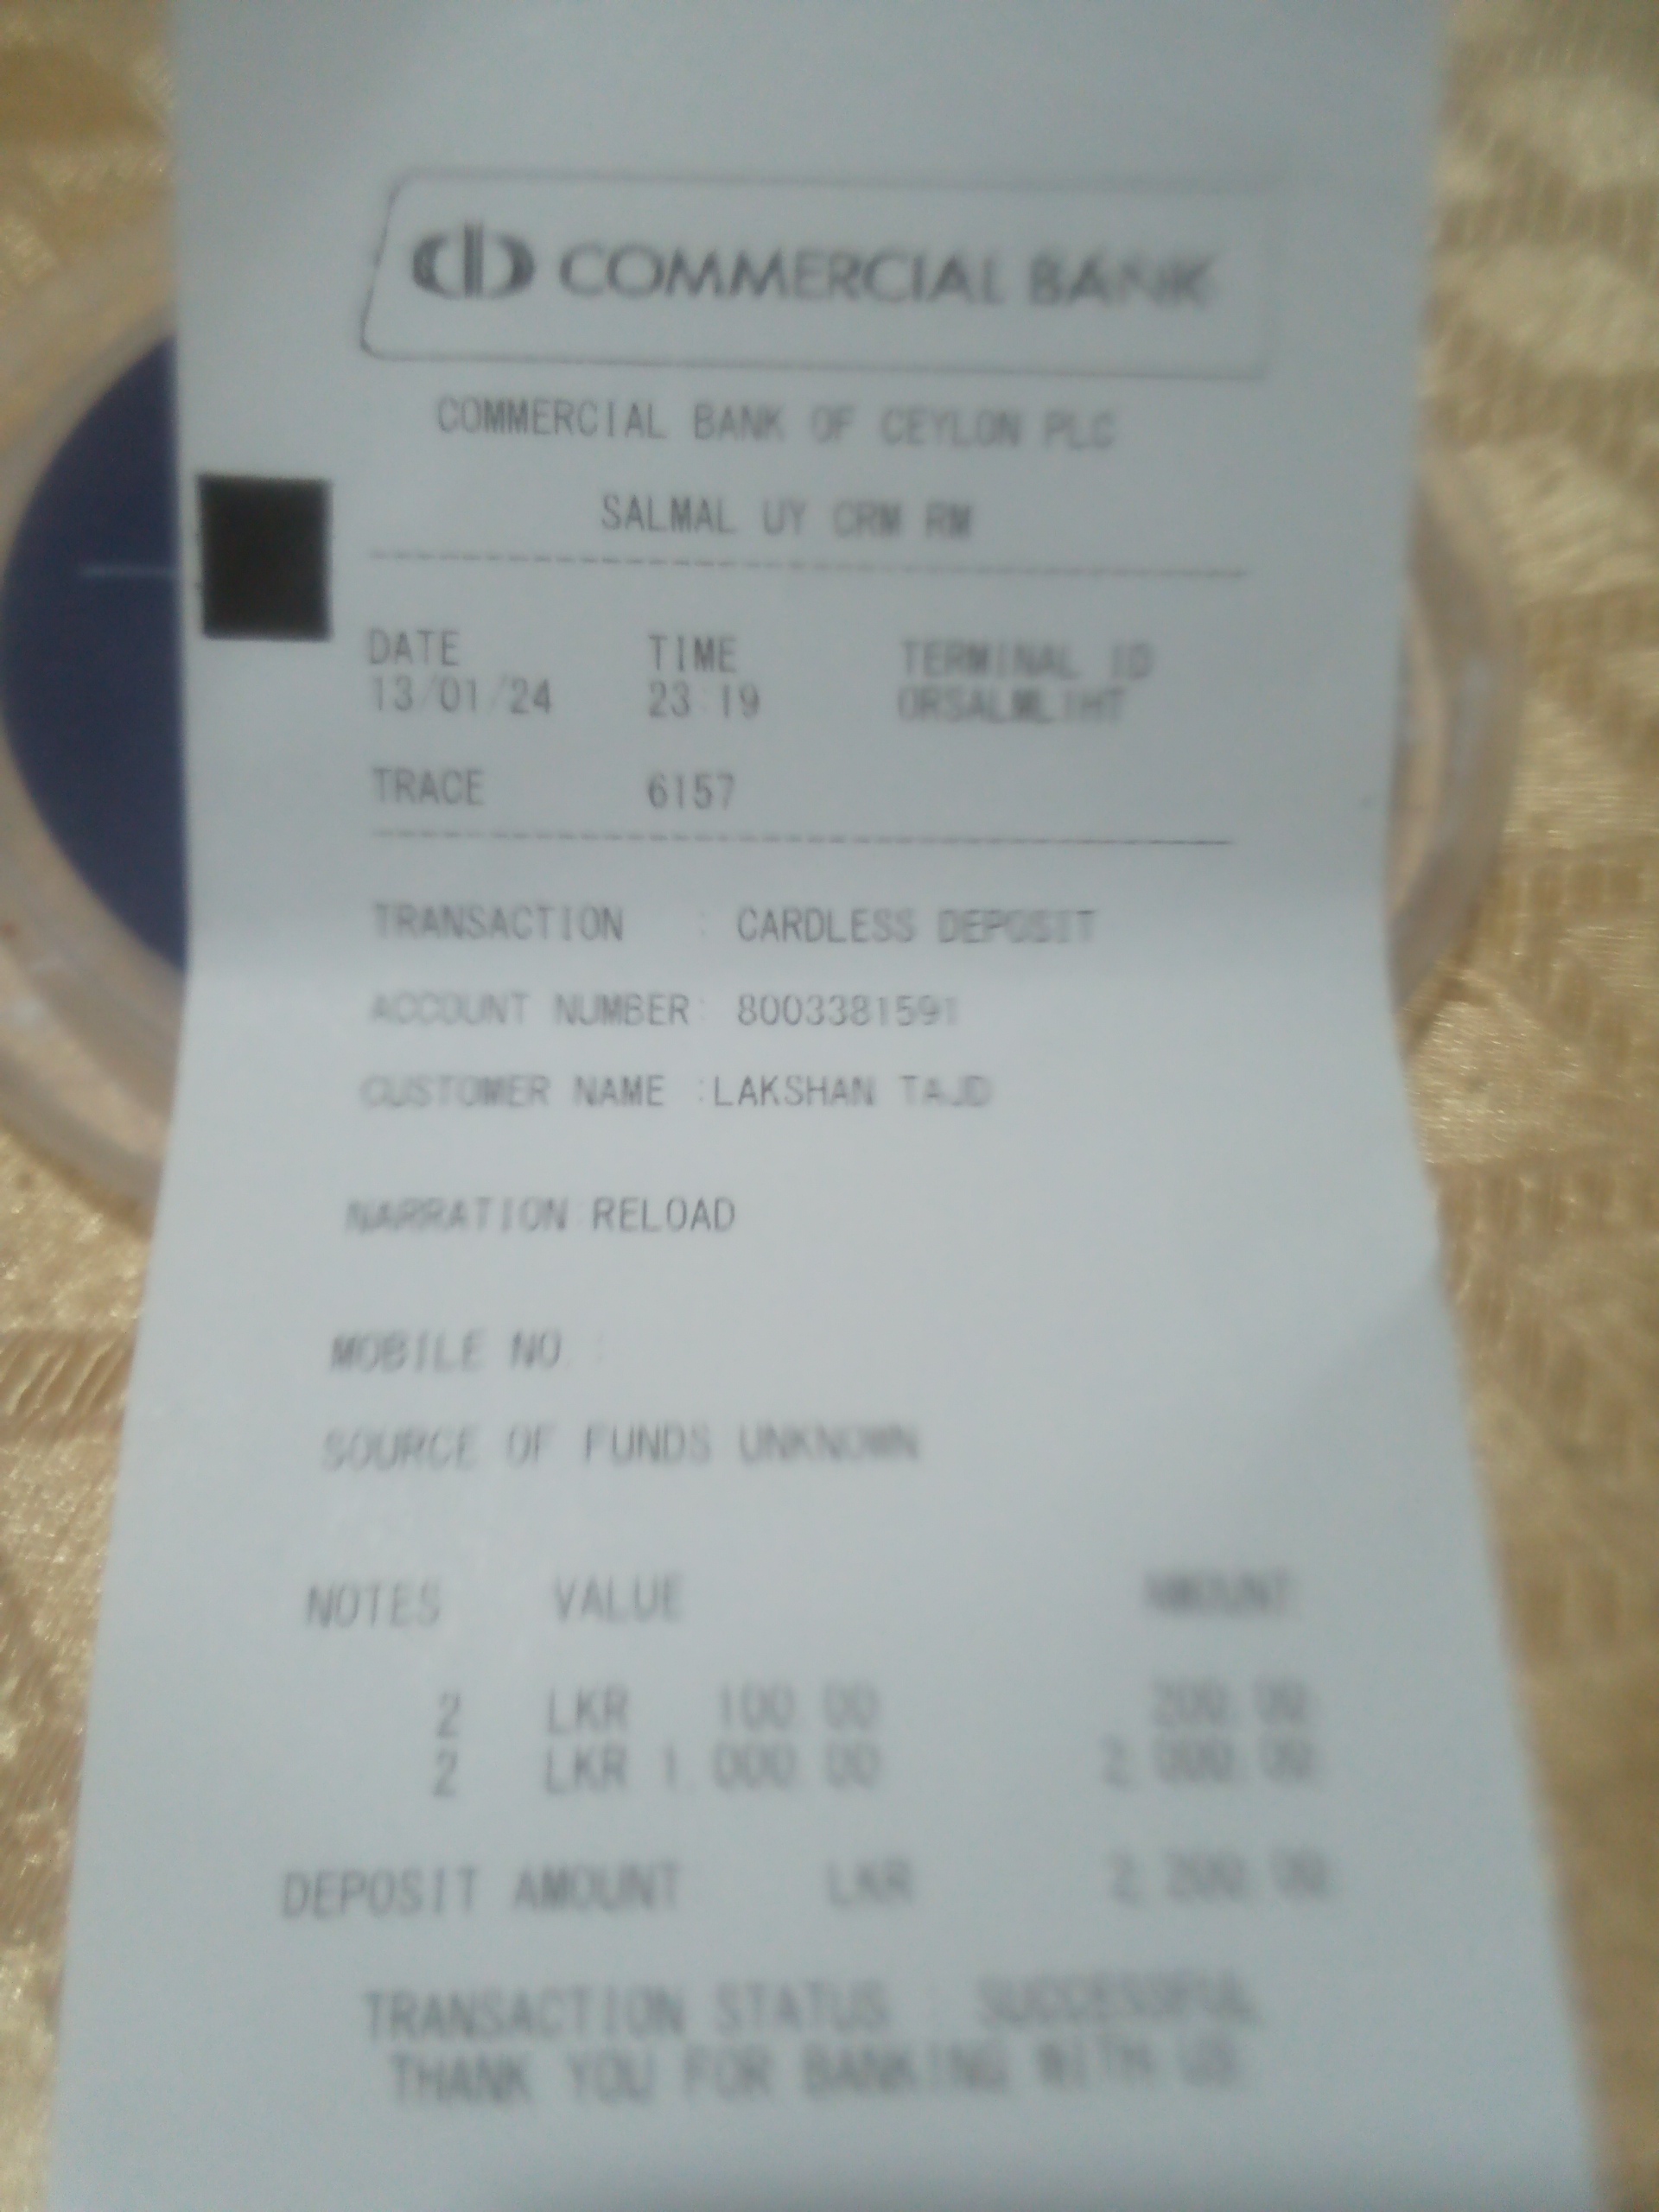 COMMERCIAL BANK
COMMERCIAL BANK OF CEYLON PLC
SALMAL UY CRM RM
DATE TIME TERMINAL ID
13/01/24 23:19 ORSALML1HT
TRACE 6157
TRANSACTION : CARDLESS DEPOSIT
ACCOUNT NUMBER: 8003381591
CUSTOMER NAME :LAKSHAN TAJD
NARRATION:RELOAD
MOBILE NO :
SOURCE OF FUNDS UNKNOWN
NOTES VALUE AMOUNT
2 LKR 100.00 200.00
2 LKR 1,000.00 2,000.00
DEPOSIT AMOUNT LKR 2,200.00
TRANSACTION STATUS : SUCCESSFUL
THANK YOU FOR BANKING WITH US